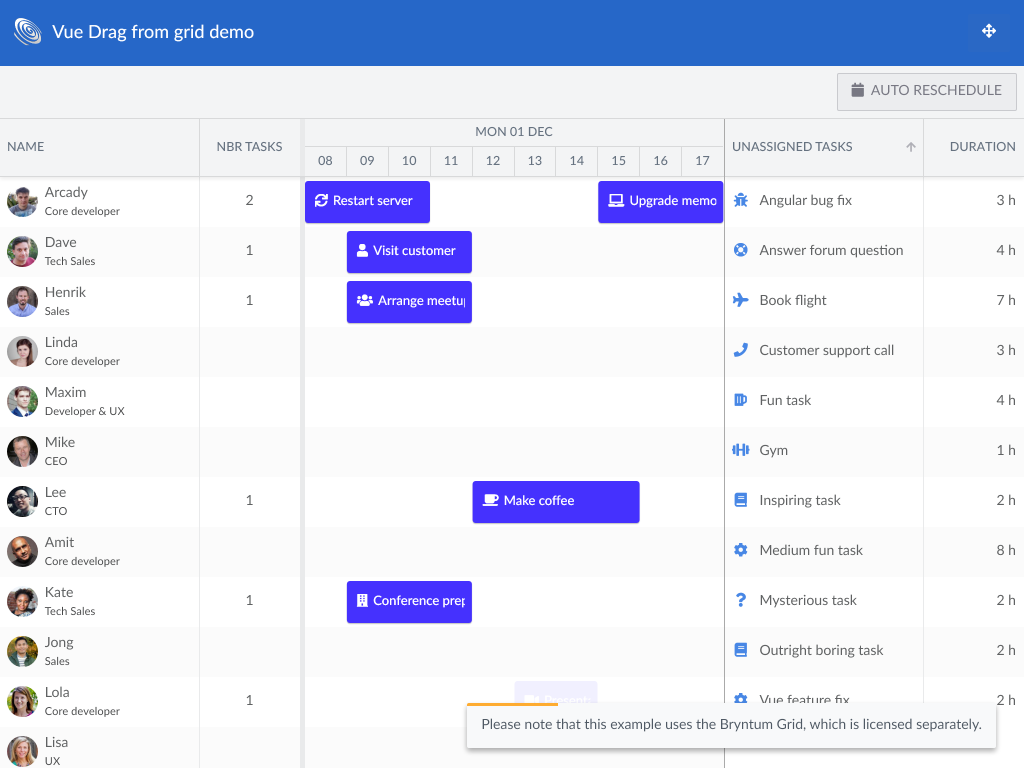 Vue Drag from grid demo
AUTO RESCHEDULE
NAME
NBR TASKS
MON 01 DEC
08 09 10 11 12 13 14 15 16 17
UNASSIGNED TASKS
DURATION
Arcady
Core developer
2
Restart server
Upgrade memo
Angular bug fix
3 h
Dave
Tech Sales
1
Visit customer
Answer forum question
4 h
Henrik
Sales
1
Arrange meetu
Book flight
7 h
Linda
Core developer
Customer support call
3 h
Maxim
Developer & UX
Fun task
4 h
Mike
CEO
Gym
1 h
Lee
CTO
1
Make coffee
Inspiring task
2 h
Amit
Core developer
Medium fun task
8 h
Kate
Tech Sales
1
Conference prep
Mysterious task
2 h
Jong
Sales
Outright boring task
2 h
Lola
Core developer
1
Vue feature fix
2 h
Please note that this example uses the Bryntum Grid, which is licensed separately.
Lisa
UX